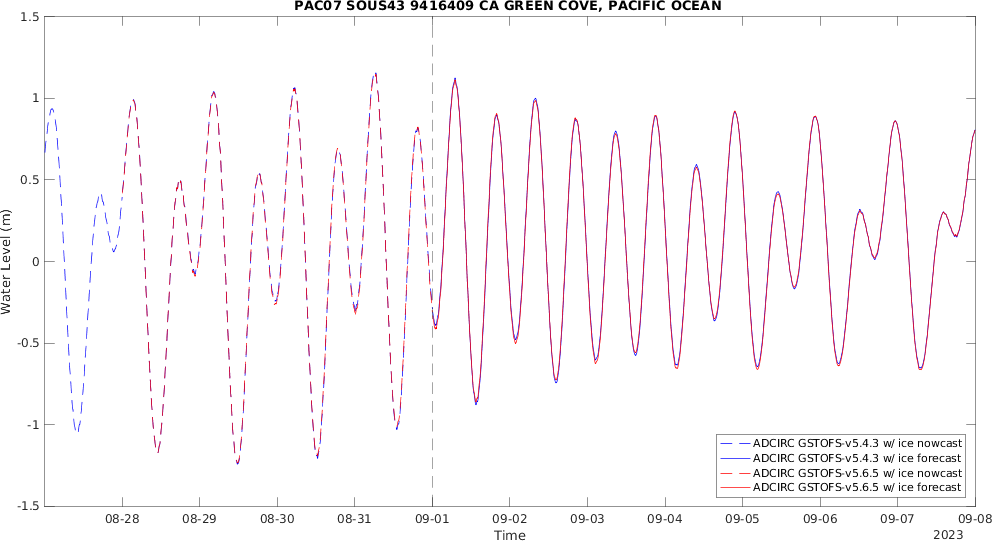 PAC07 SOUS43 9416409 CA GREEN COVE, PACIFIC OCEAN
1.5
1
0.5
0
-0.5
-1
-1.5
Water Level (m)
08-28 08-29 08-30 08-31 09-01 09-02 09-03 09-04 09-05 09-06 09-07 09-08
Time
2023
ADCIRC GSTOFS-v5.4.3 w/ ice nowcast
ADCIRC GSTOFS-v5.4.3 w/ ice forecast
ADCIRC GSTOFS-v5.6.5 w/ ice nowcast
ADCIRC GSTOFS-v5.6.5 w/ ice forecast